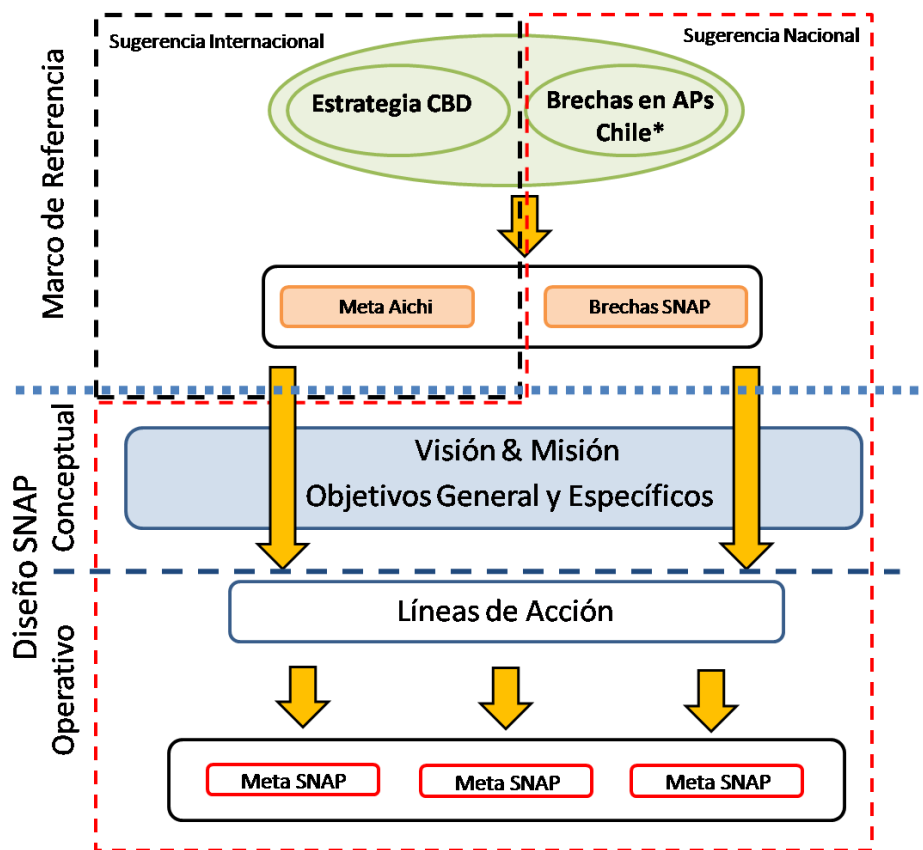 Sugerencia Internacional
Sugerencia Nacional
Marco de Referencia
Estrategia CBD
Brechas en APs
Chile*
Meta Aichi
Brechas SNAP
Diseño SNAP
Conceptual
Visión & Misión
Objetivos General y Específicos
Operativo
Líneas de Acción
Meta SNAP
Meta SNAP
Meta SNAP